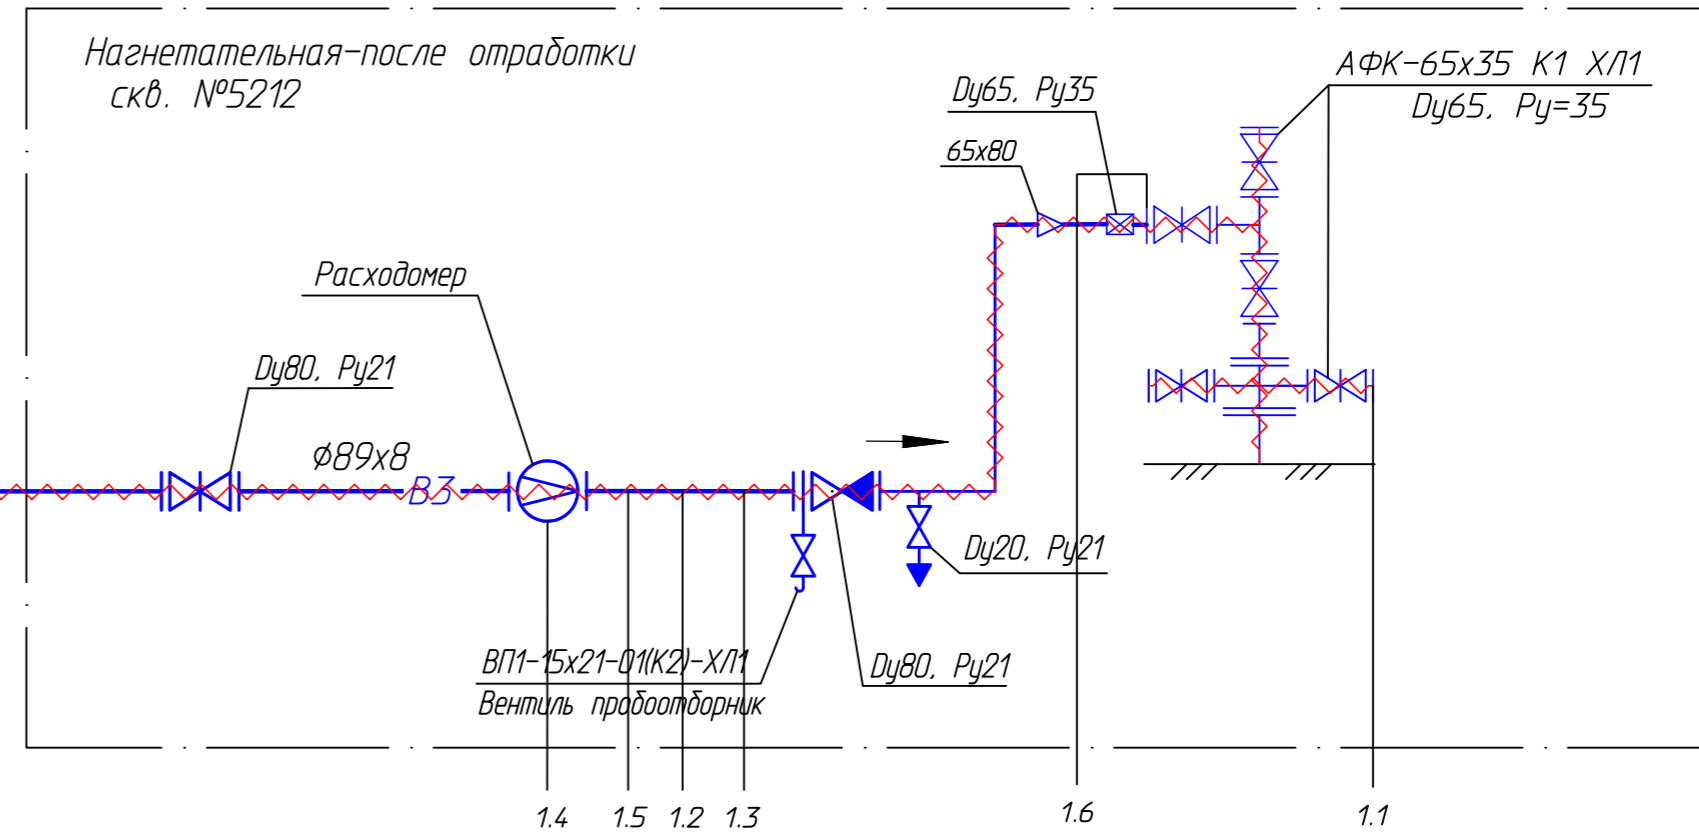 Нагнетательная-после отработки
скв. №5212
АФК-65х35 К1 ХЛ1
Dy65, Py=35
Dy65, Py35
65х80
Расходомер
Dy80, Py21
ϕ89х8
В3
Dy20, Py21
ВП1-15х21-01(К2)-ХЛ1
Вентиль пробоотборник
Dy80, Py21
1.4
1.5
1.2
1.3
1.6
1.1